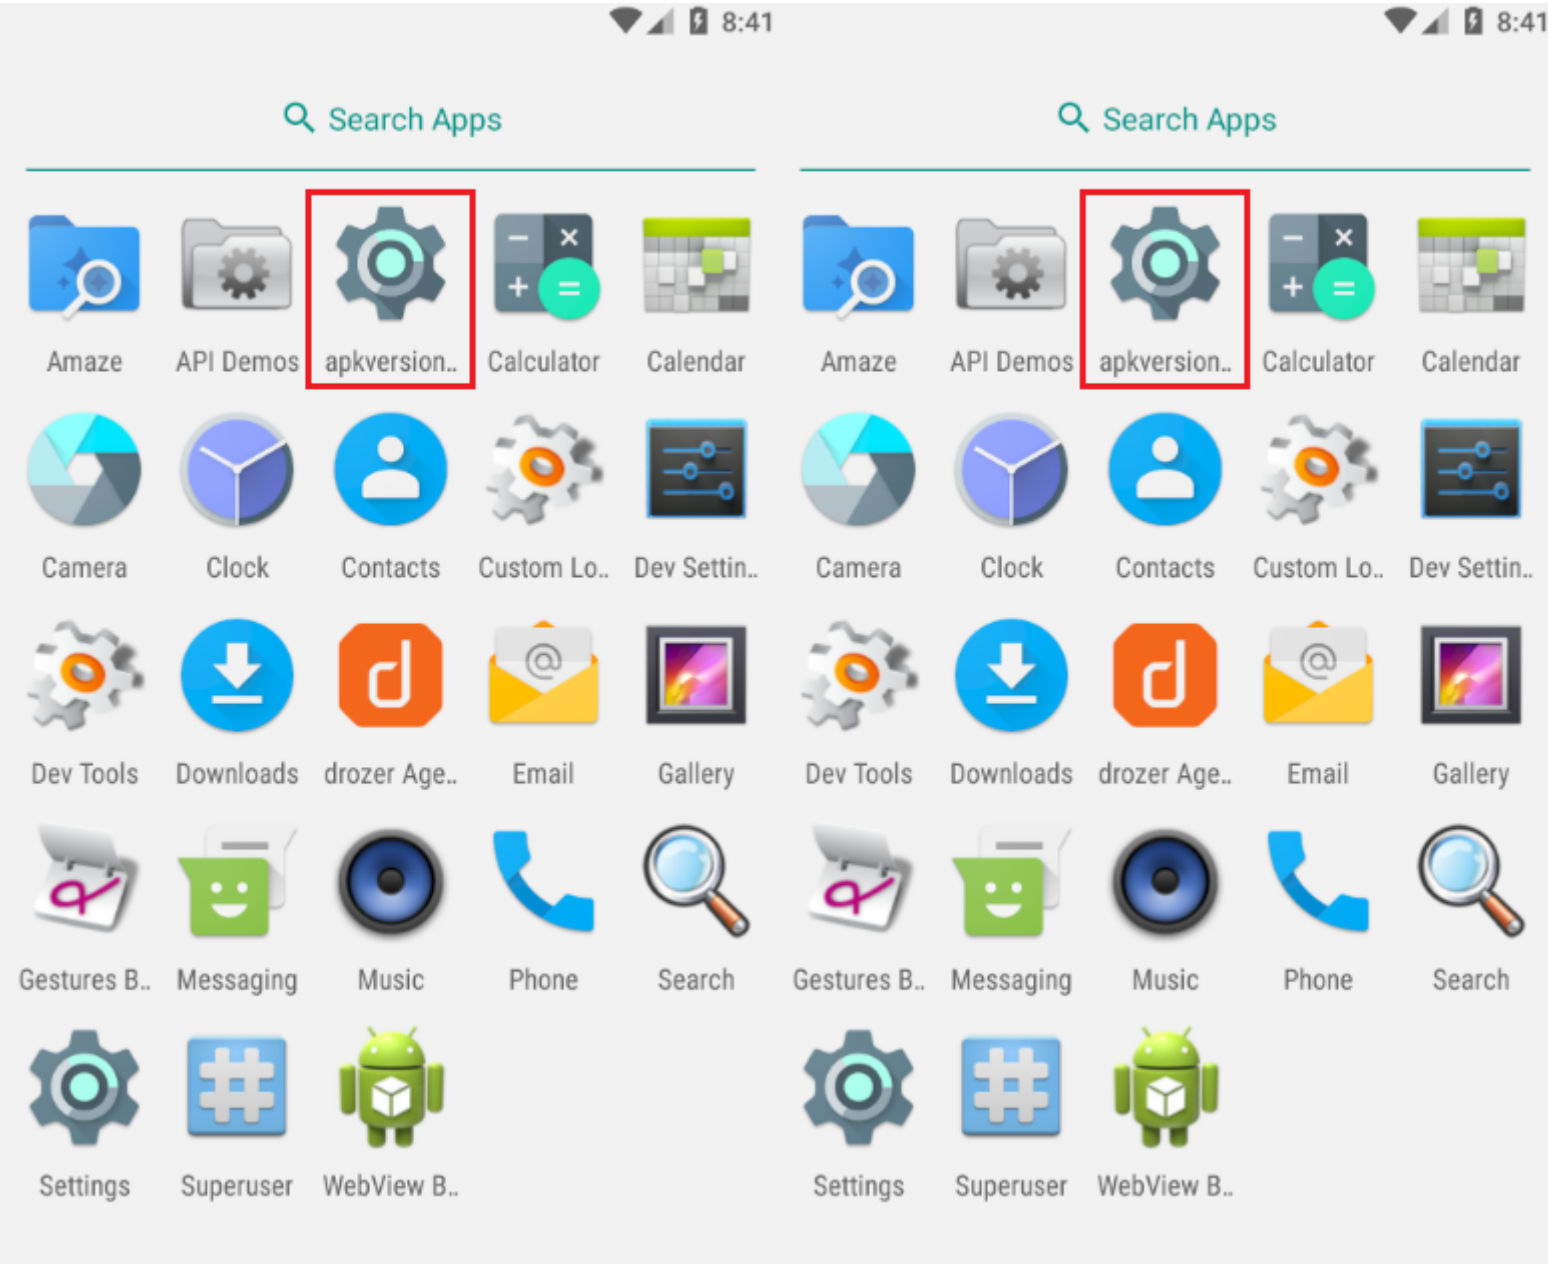 8:41
Search Apps
Amaze API Demos apkversion.. Calculator Calendar
Camera Clock Contacts Custom Lo.. Dev Settin..
Dev Tools Downloads drozer Age.. Email Gallery
Gestures B.. Messaging Music Phone Search
Settings Superuser WebView B..
8:41
Search Apps
Amaze API Demos apkversion.. Calculator Calendar
Camera Clock Contacts Custom Lo.. Dev Settin..
Dev Tools Downloads drozer Age.. Email Gallery
Gestures B.. Messaging Music Phone Search
Settings Superuser WebView B..